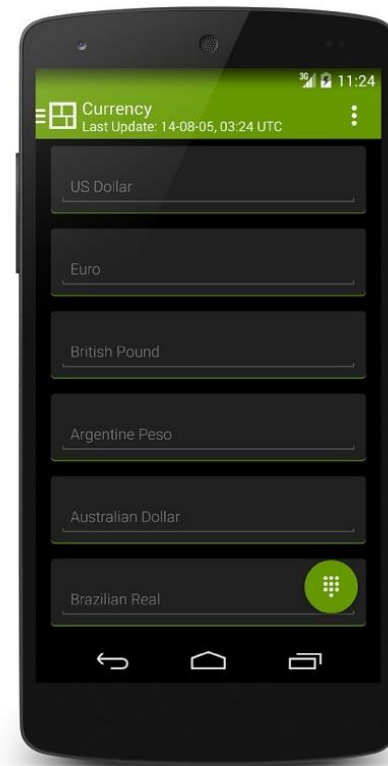 3G 11:24
Currency
Last Update: 14-08-05, 03:24 UTC
US Dollar
Euro
British Pound
Argentine Peso
Australian Dollar
Brazilian Real